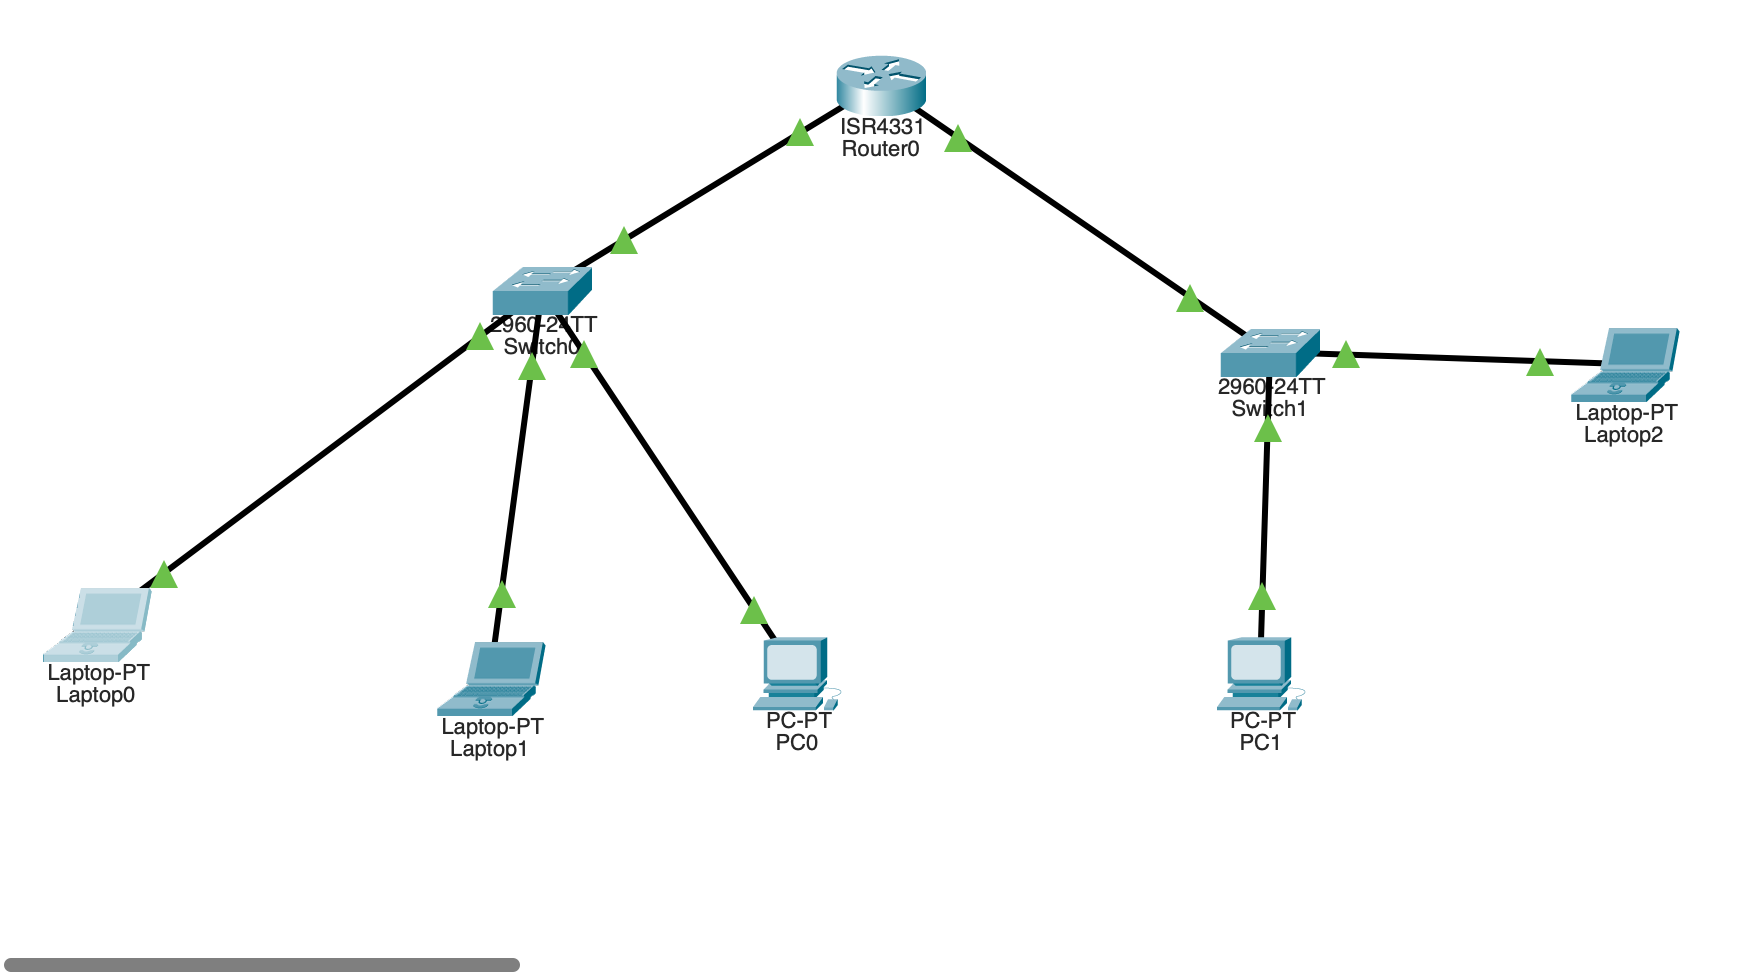 ISR4331
Router0
2960-24TT
Switch0
2960-24TT
Switch1
Laptop-PT
Laptop2
Laptop-PT
Laptop0
Laptop-PT
Laptop1
PC-PT
PC0
PC-PT
PC1